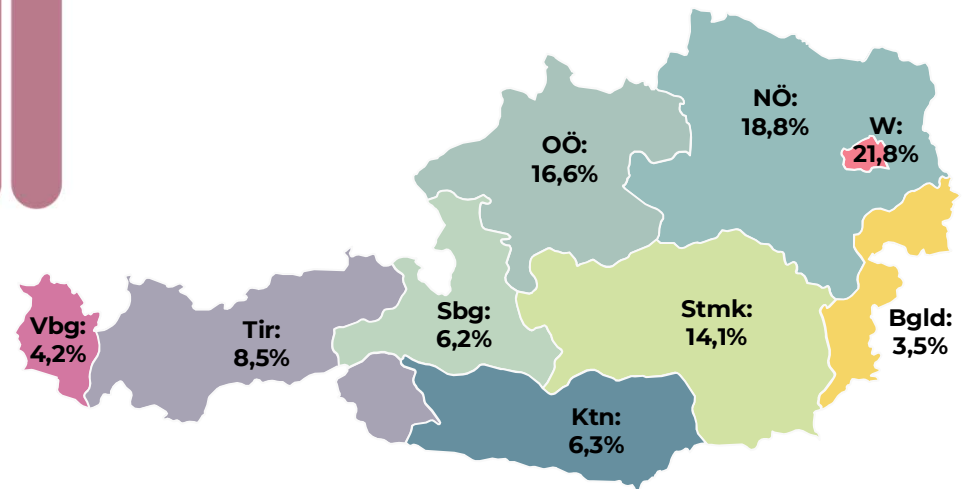 NÖ:
18,8%
W:
21,8%
OÖ:
16,6%
Vbg:
4,2%
Tir:
8,5%
Sbg:
6,2%
Stmk:
14,1%
Bgld:
3,5%
Ktn:
6,3%